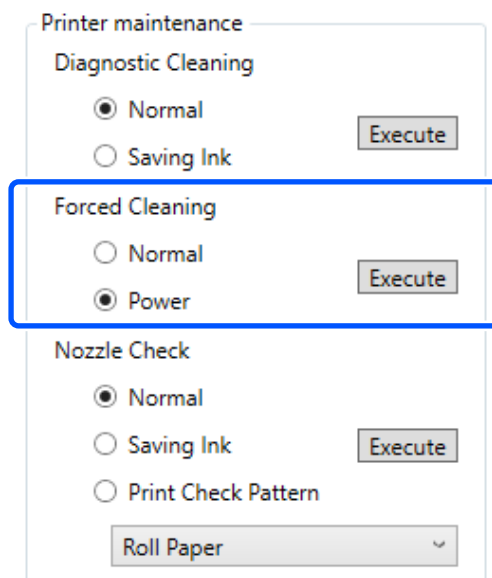 Printer maintenance
Diagnostic Cleaning
Normal
Execute
Saving Ink
Forced Cleaning
Normal
Execute
Power
Nozzle Check
Normal
Saving Ink
Execute
Print Check Pattern
Roll Paper